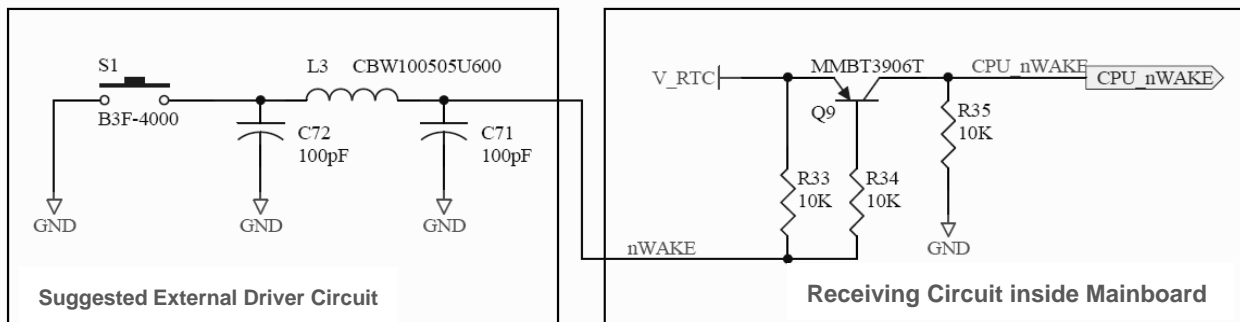 S1
B3F-4000
GND
L3 CBW100505U600
C72
100pF
GND
C71
100pF
GND
Suggested External Driver Circuit
V_RTC
MMBT3906T
Q9
CPU_nWAKE
CPU_nWAKE
R35
10K
GND
R33
10K
R34
10K
nWAKE
Receiving Circuit inside Mainboard